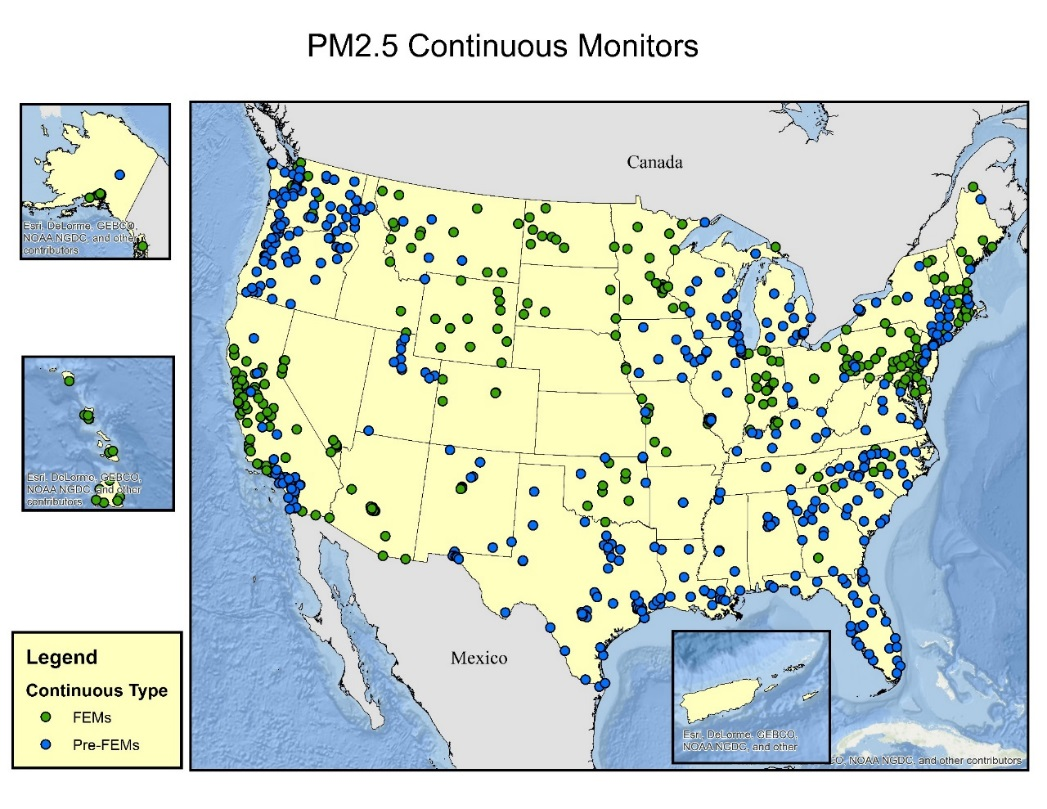 PM2.5 Continuous Monitors
Canada
Esri, DeLorme, GEBCO,
NOAA NGDC, and other
contributors
Esri, DeLorme, GEBCO,
NOAA NGDC, and other
contributors
Mexico
Legend
Continuous Type
FEMs
Pre-FEMs
Esri, DeLorme, GEBCO,
NOAA NGDC, and other
NOAA NGDC, and other contributors